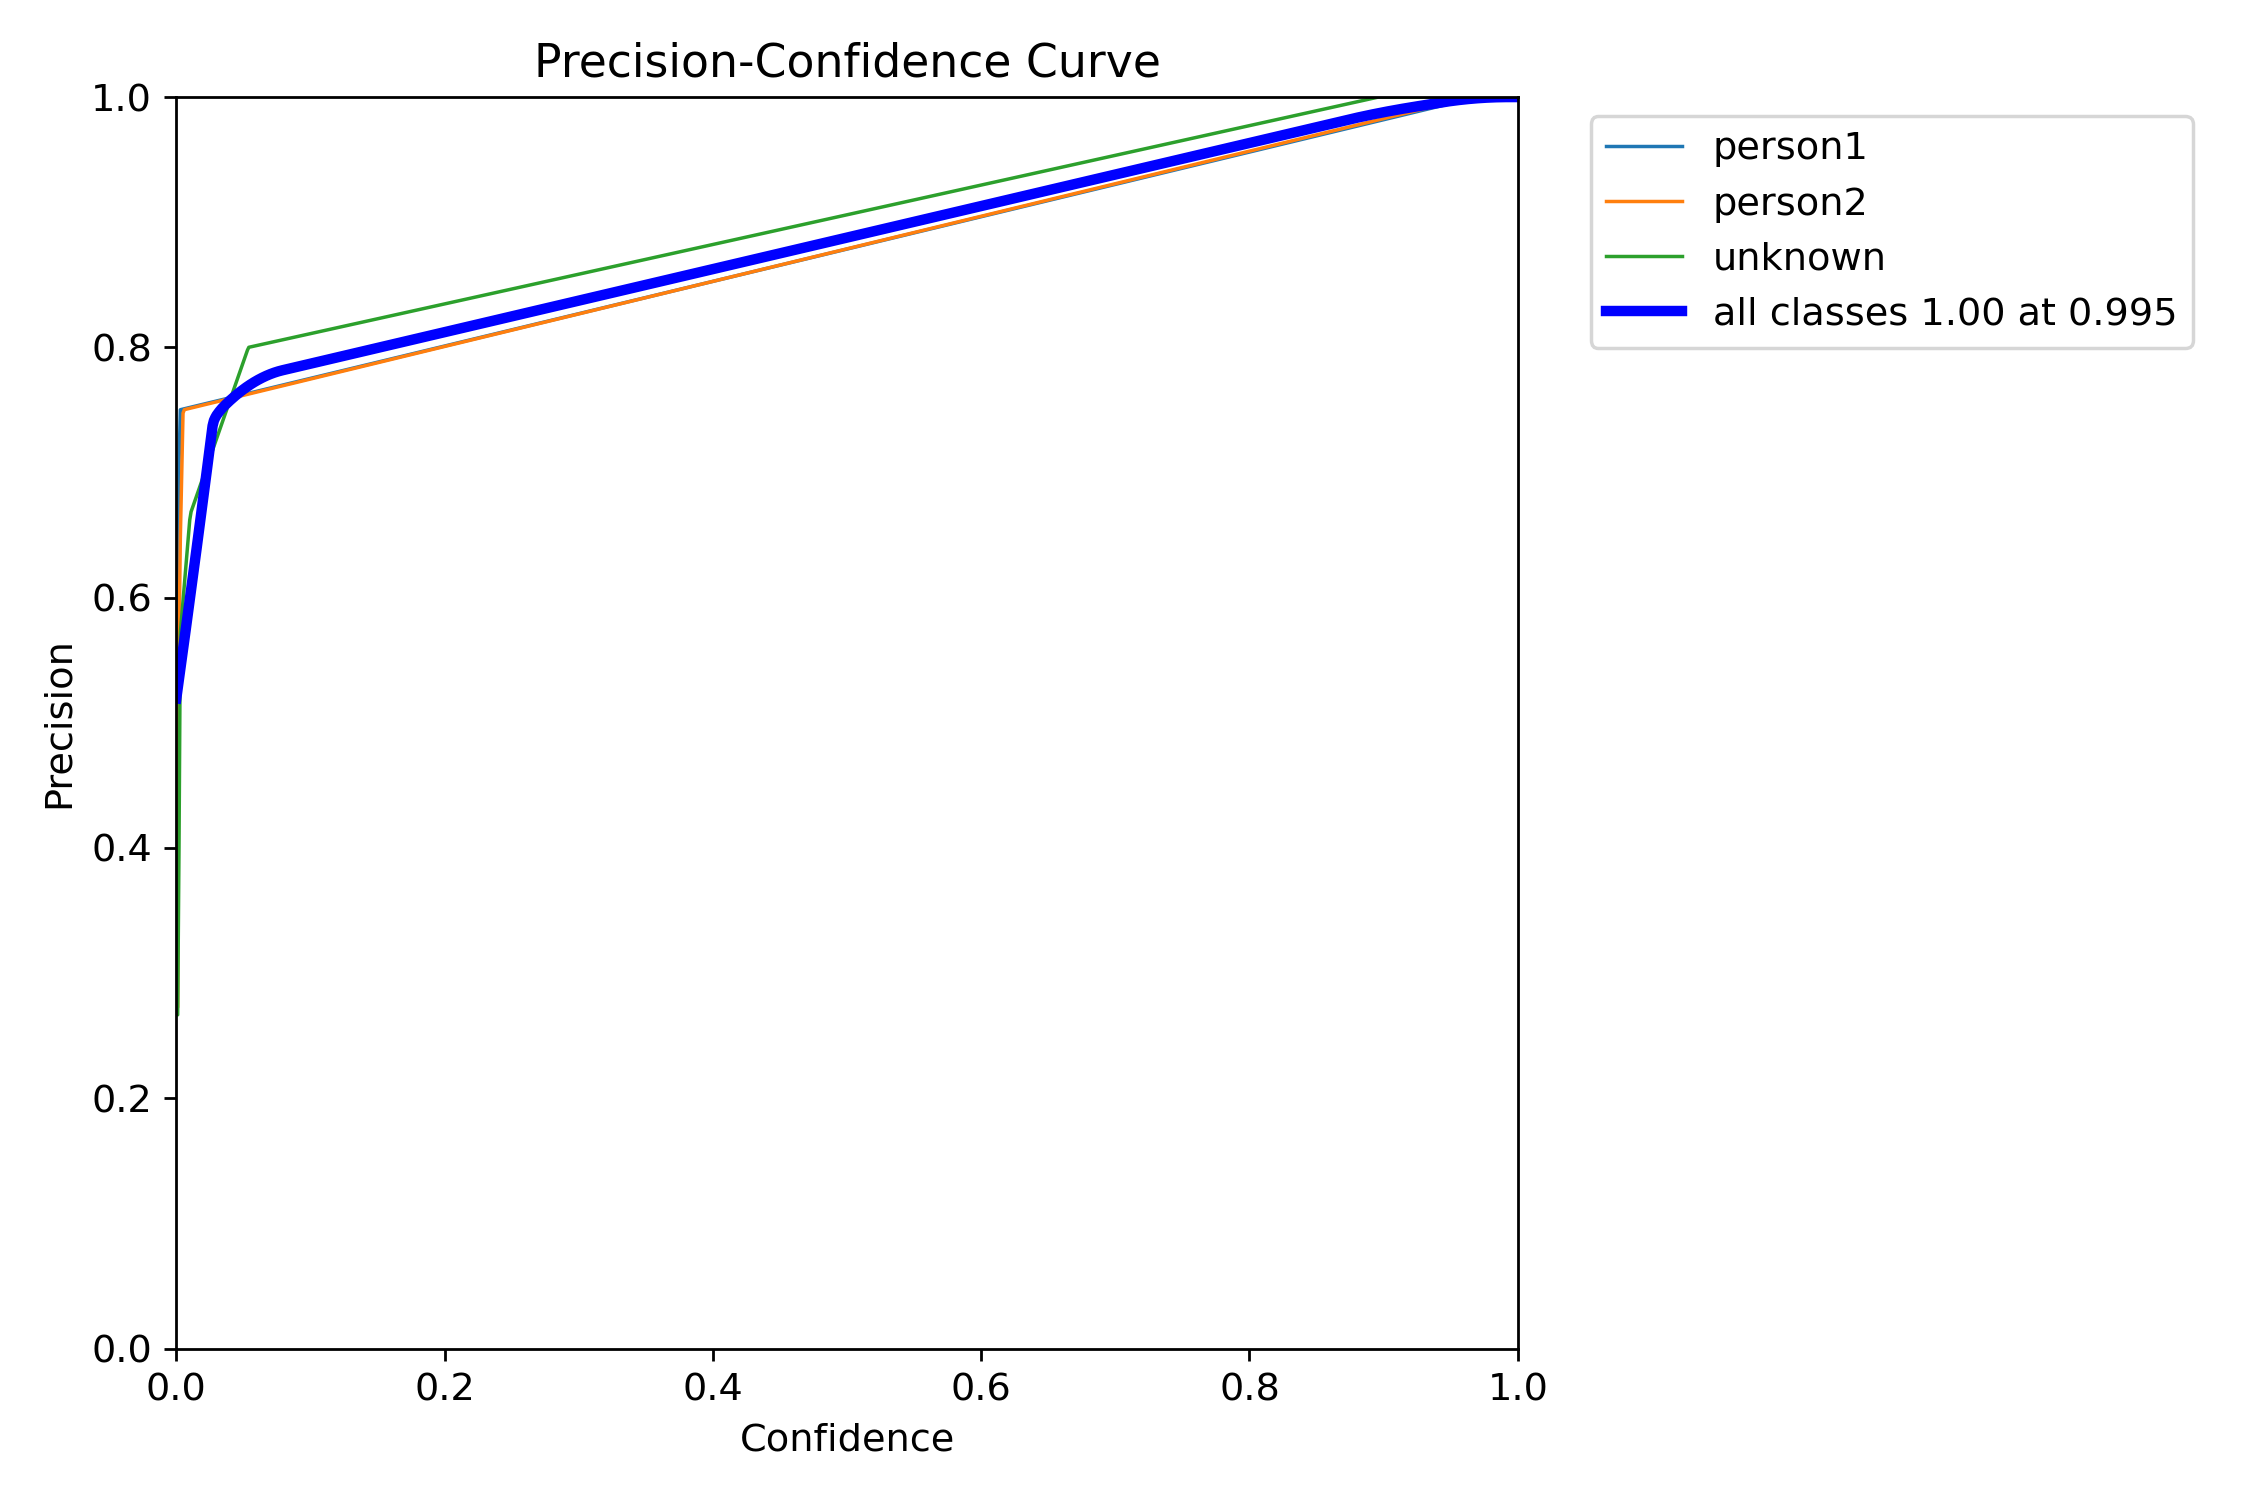 Precision-Confidence Curve
1.0
0.8
0.6
0.4
0.2
0.0
Precision
0.0 0.2 0.4 0.6 0.8 1.0
Confidence
person1
person2
unknown
all classes 1.00 at 0.995